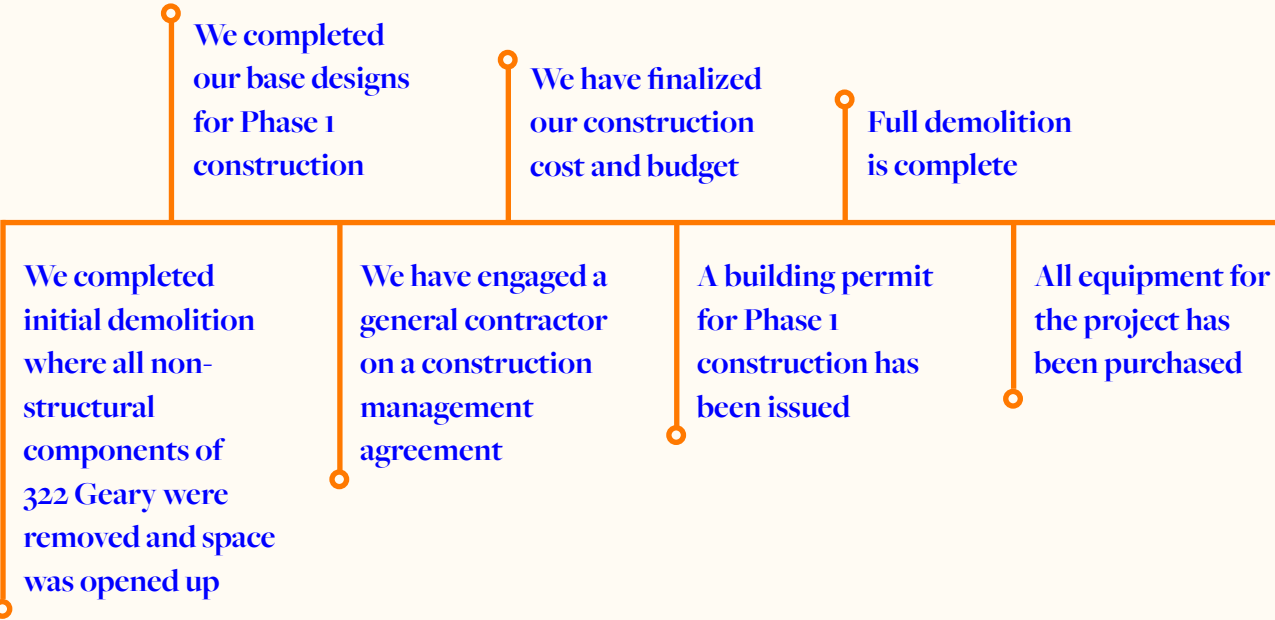 We completed
our base designs
for Phase 1
construction
We have finalized
our construction
cost and budget
Full demolition
is complete
We completed
initial demolition
where all non-
structural
components of
322 Geary were
removed and space
was opened up
We have engaged a
general contractor
on a construction
management
agreement
A building permit
for Phase 1
construction has
been issued
All equipment for
the project has
been purchased